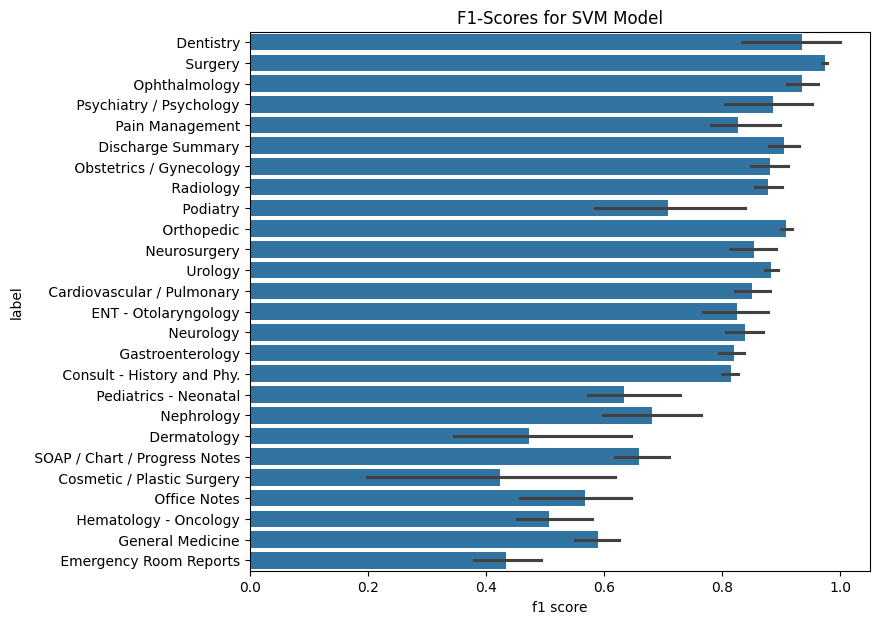 F1-Scores for SVM Model
label
Dentistry
Surgery
Ophthalmology
Psychiatry / Psychology
Pain Management
Discharge Summary
Obstetrics / Gynecology
Radiology
Podiatry
Orthopedic
Neurosurgery
Urology
Cardiovascular / Pulmonary
ENT - Otolaryngology
Neurology
Gastroenterology
Consult - History and Phy.
Pediatrics - Neonatal
Nephrology
Dermatology
SOAP / Chart / Progress Notes
Cosmetic / Plastic Surgery
Office Notes
Hematology - Oncology
General Medicine
Emergency Room Reports
0.0 0.2 0.4 0.6 0.8 1.0
f1 score